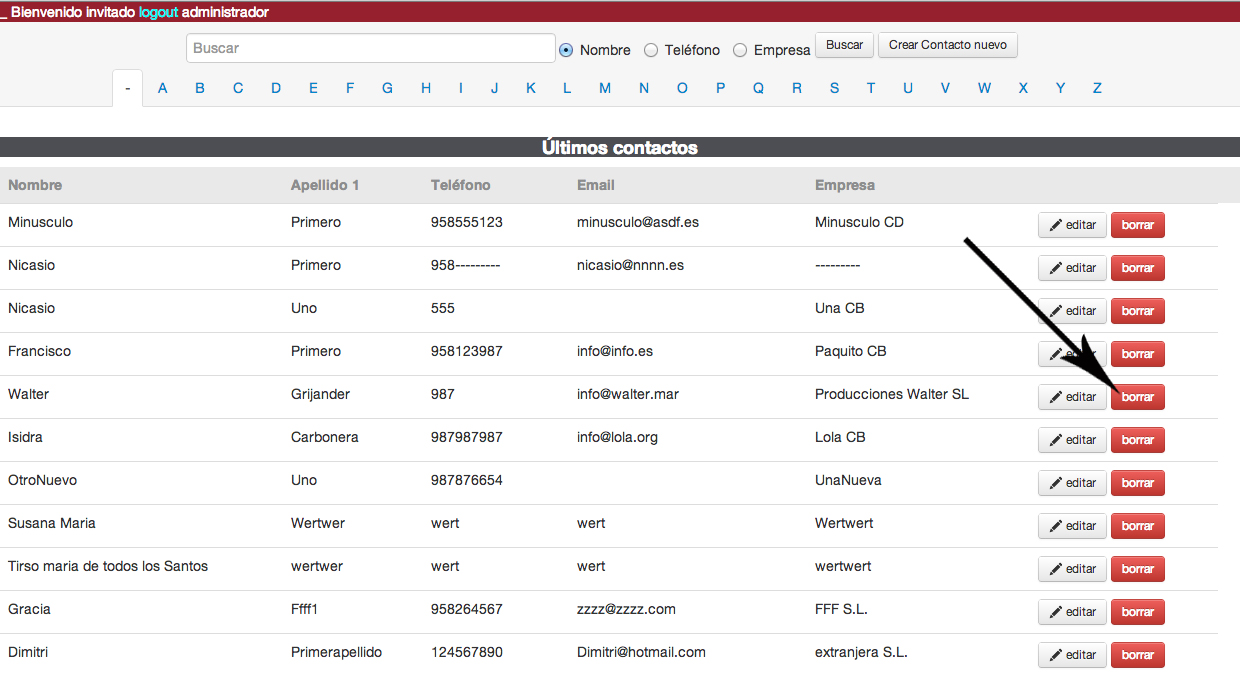 _ Bienvenido invitado logout administrador
Buscar Nombre Teléfono Empresa Buscar Crear Contacto nuevo
- A B C D E F G H I J K L M N O P Q R S T U V W X Y Z
Últimos contactos
Nombre Apellido 1 Teléfono Email Empresa
Minusculo Primero 958555123 minusculo@asdf.es Minusculo CD editar borrar
Nicasio Primero 958--------- nicasio@nnnn.es --------- editar borrar
Nicasio Uno 555 Una CB editar borrar
Francisco Primero 958123987 info@info.es Paquito CB editar borrar
Walter Grijander 987 info@walter.mar Producciones Walter SL editar borrar
Isidra Carbonera 987987987 info@lola.org Lola CB editar borrar
OtroNuevo Uno 987876654 UnaNueva editar borrar
Susana Maria Wertwer wert wert Wertwert editar borrar
Tirso maria de todos los Santos wertwer wert wert wertwert editar borrar
Gracia Ffff1 958264567 zzzz@zzzz.com FFF S.L. editar borrar
Dimitri Primerapellido 124567890 Dimitri@hotmail.com extranjera S.L. editar borrar